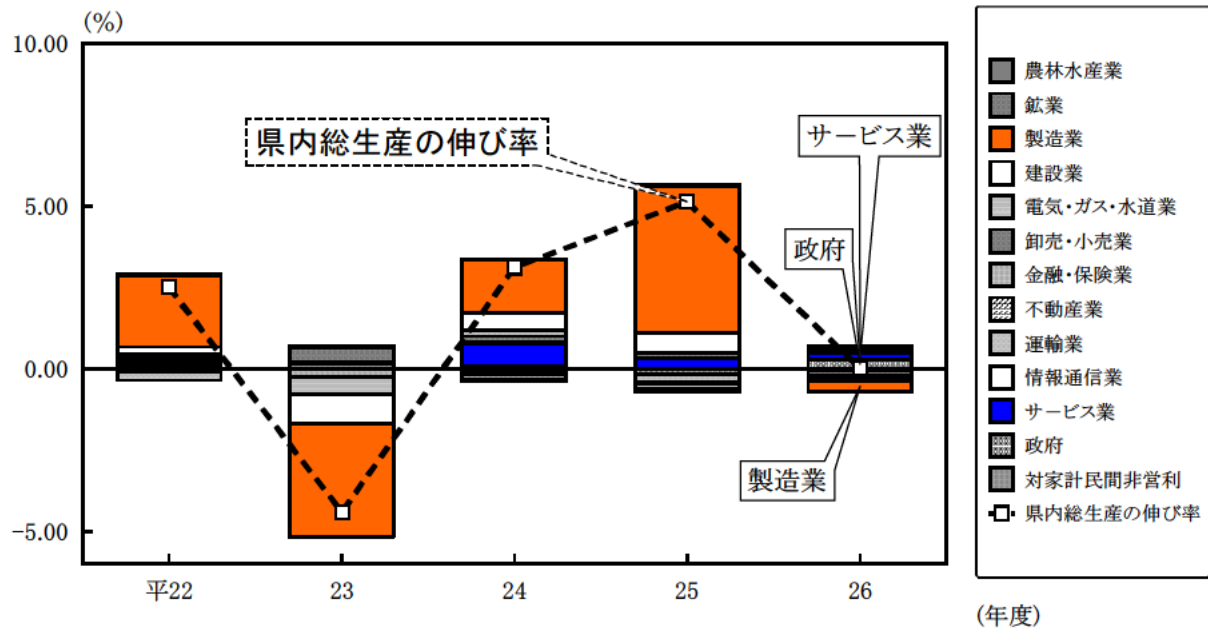 (%)
10.00
5.00
0.00
-5.00
県内総生産の伸び率
サービス業
政府
製造業
平22
23
24
25
26
(年度)
農林水産業
鉱業
製造業
建設業
電気・ガス・水道業
卸売・小売業
金融・保険業
不動産業
運輸業
情報通信業
サービス業
政府
対家計民間非営利
県内総生産の伸び率